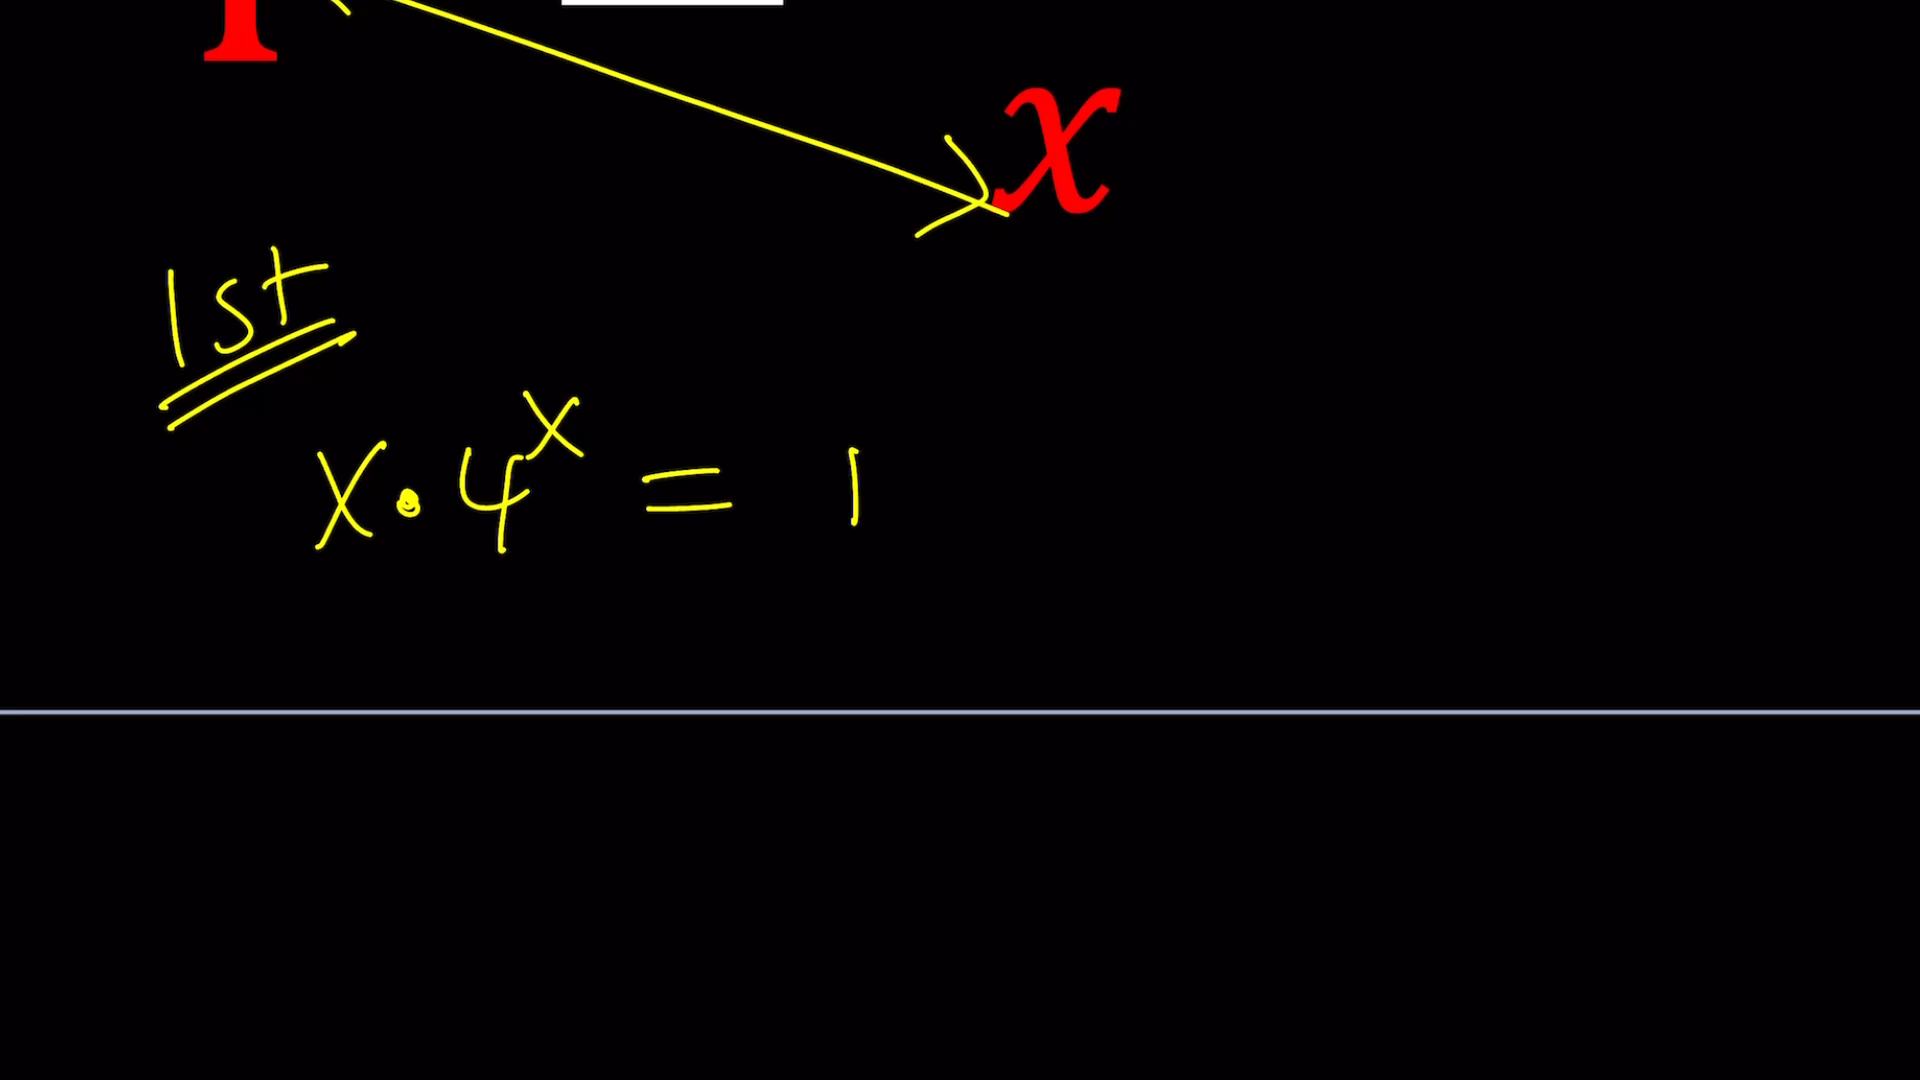 x
1st
x·4^x = 1